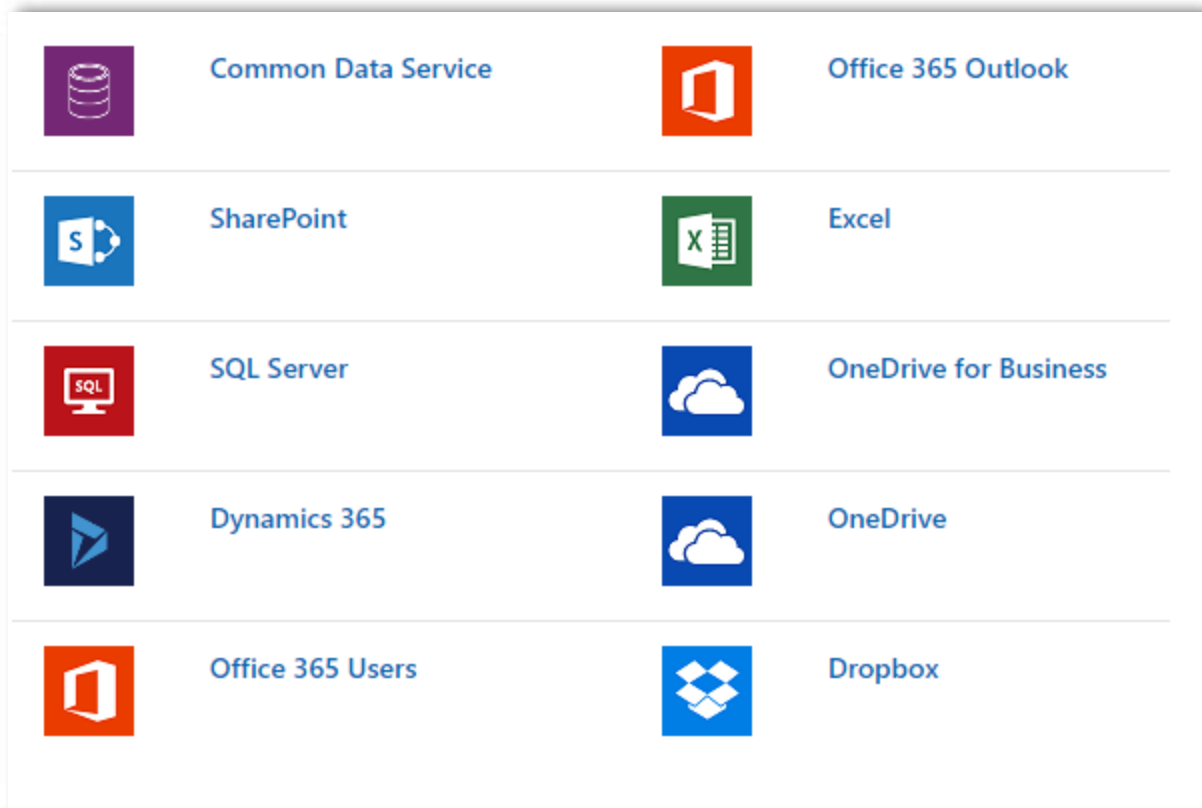 Common Data Service
Office 365 Outlook
S
SharePoint
X
Excel
SQL
SQL Server
OneDrive for Business
Dynamics 365
OneDrive
Office 365 Users
Dropbox